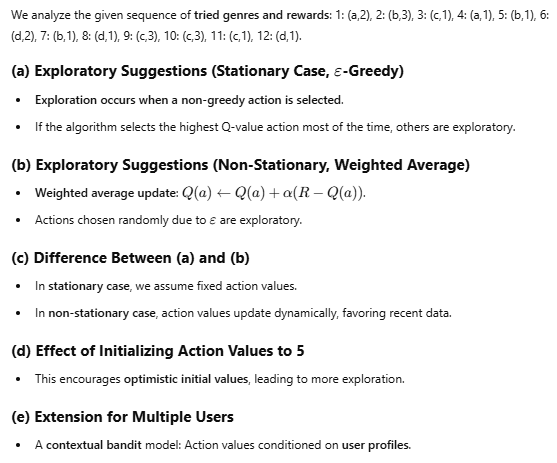 We analyze the given sequence of tried genres and rewards: 1: (a,2), 2: (b,3), 3: (c,1), 4: (a,1), 5: (b,1), 6:
(d,2), 7: (b,1), 8: (d,1), 9: (c,3), 10: (c,3), 11: (c,1), 12: (d,1).
(a) Exploratory Suggestions (Stationary Case, ε-Greedy)
• Exploration occurs when a non-greedy action is selected.
• If the algorithm selects the highest Q-value action most of the time, others are exploratory.
(b) Exploratory Suggestions (Non-Stationary, Weighted Average)
• Weighted average update: Q(a) ← Q(a) + α(R − Q(a)).
• Actions chosen randomly due to ε are exploratory.
(c) Difference Between (a) and (b)
• In stationary case, we assume fixed action values.
• In non-stationary case, action values update dynamically, favoring recent data.
(d) Effect of Initializing Action Values to 5
• This encourages optimistic initial values, leading to more exploration.
(e) Extension for Multiple Users
• A contextual bandit model: Action values conditioned on user profiles.